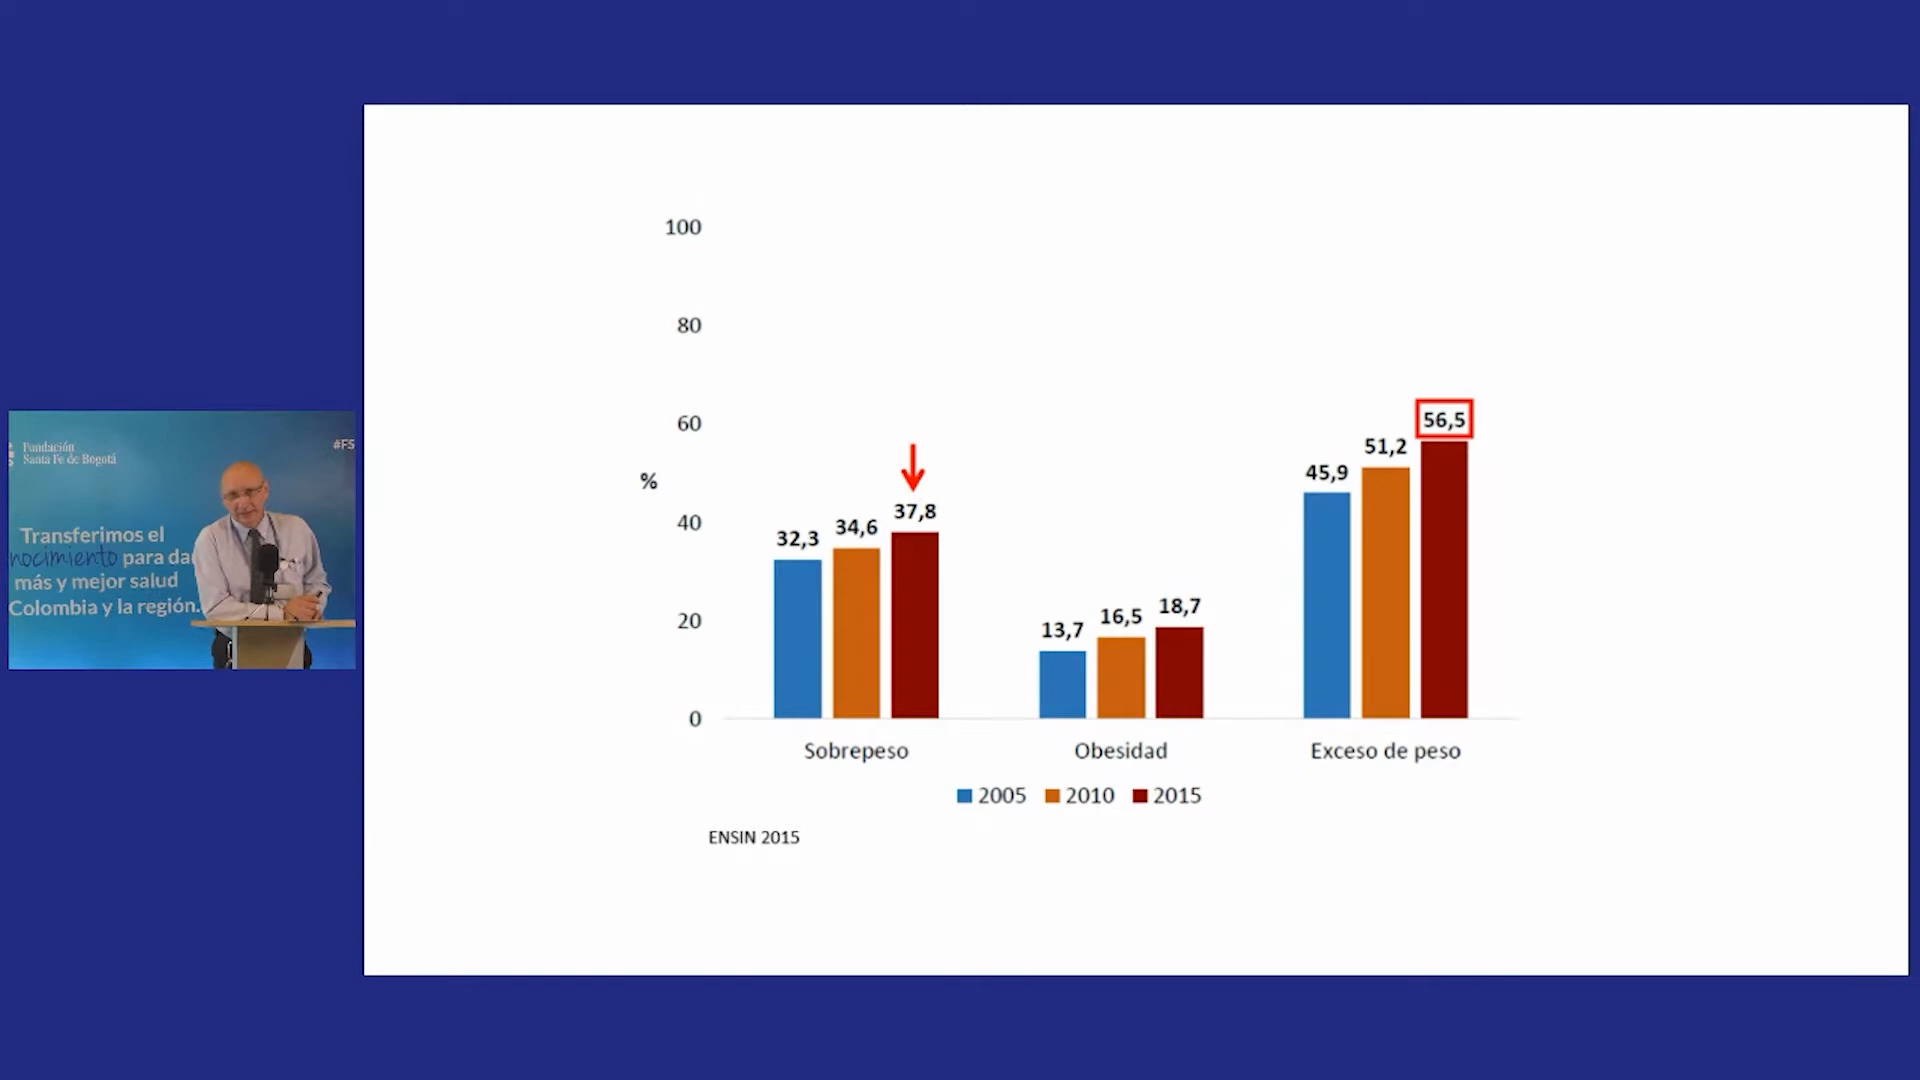 Fundación
Santa Fe de Bogotá
#FS
Transferimos el
nocimiento para da
más y mejor salud
Colombia y la región.
100
80
60
40
20
0
%
32,3
34,6
37,8
13,7
16,5
18,7
45,9
51,2
56,5
Sobrepeso
Obesidad
Exceso de peso
2005
2010
2015
ENSIN 2015